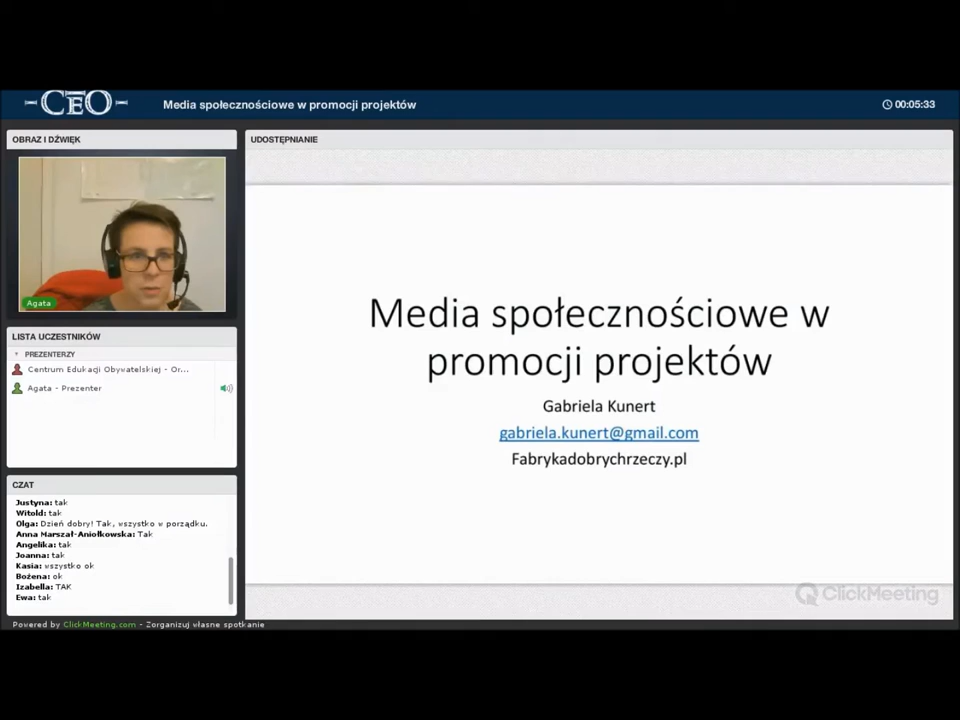 CEO
Media społecznościowe w promocji projektów
00:05:33
OBRAZ I DŹWIĘK
Agata
LISTA UCZESTNIKÓW
PREZENTERZY
Centrum Edukacji Obywatelskiej - Or...
Agata - Prezenter
CZAT
Justyna: tak
Witold: tak
Olga: Dzień dobry! Tak, wszystko w porządku.
Anna Marszał-Aniołkowska: Tak
Angelika: tak
Joanna: tak
Kasia: wszystko ok
Bożena: ok
Izabella: TAK
Ewa: tak
UDOSTĘPNIANIE
Media społecznościowe w
promocji projektów
Gabriela Kunert
gabriela.kunert@gmail.com
Fabrykadobrychrzeczy.pl
ClickMeeting
Powered by ClickMeeting.com - Zorganizuj własne spotkanie